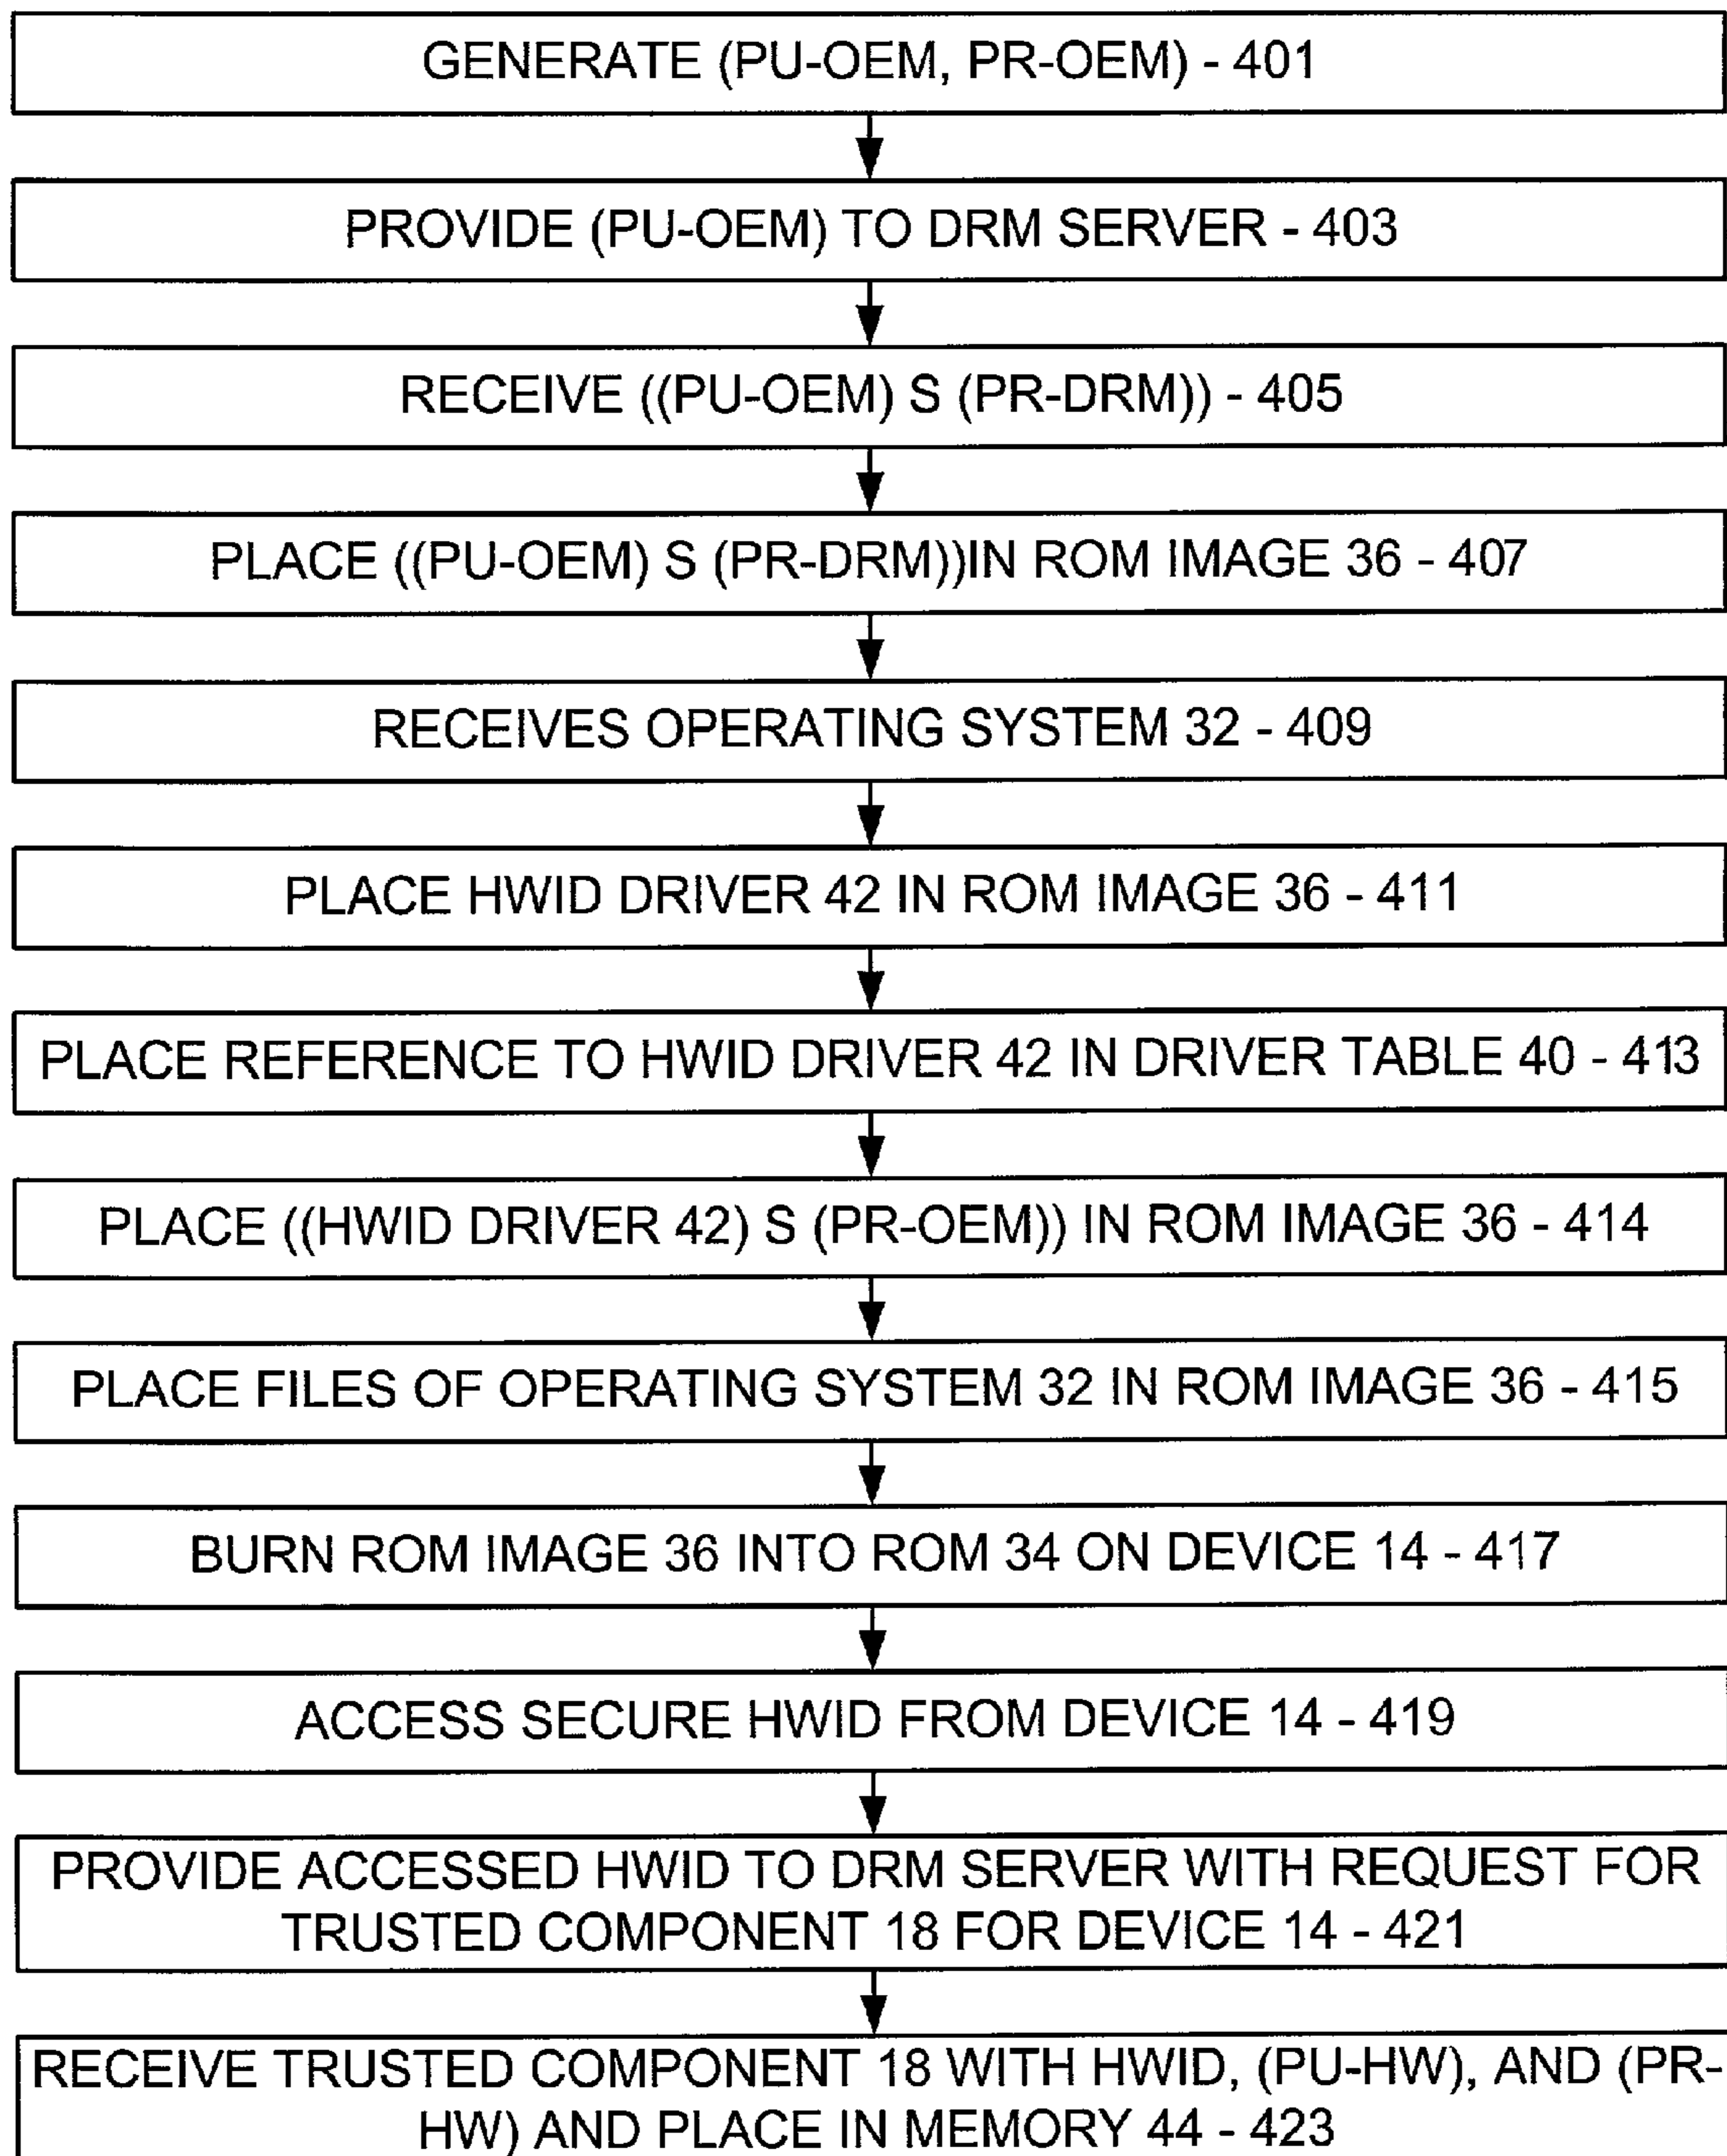 GENERATE (PU-OEM, PR-OEM) - 401
PROVIDE (PU-OEM) TO DRM SERVER - 403
RECEIVE ((PU-OEM) S (PR-DRM)) - 405
PLACE ((PU-OEM) S (PR-DRM))IN ROM IMAGE 36 - 407
RECEIVES OPERATING SYSTEM 32 - 409
PLACE HWID DRIVER 42 IN ROM IMAGE 36 - 411
PLACE REFERENCE TO HWID DRIVER 42 IN DRIVER TABLE 40 - 413
PLACE ((HWID DRIVER 42) S (PR-OEM)) IN ROM IMAGE 36 - 414
PLACE FILES OF OPERATING SYSTEM 32 IN ROM IMAGE 36 - 415
BURN ROM IMAGE 36 INTO ROM 34 ON DEVICE 14 - 417
ACCESS SECURE HWID FROM DEVICE 14 - 419
PROVIDE ACCESSED HWID TO DRM SERVER WITH REQUEST FOR
TRUSTED COMPONENT 18 FOR DEVICE 14 - 421
RECEIVE TRUSTED COMPONENT 18 WITH HWID, (PU-HW), AND (PR-
HW) AND PLACE IN MEMORY 44 - 423